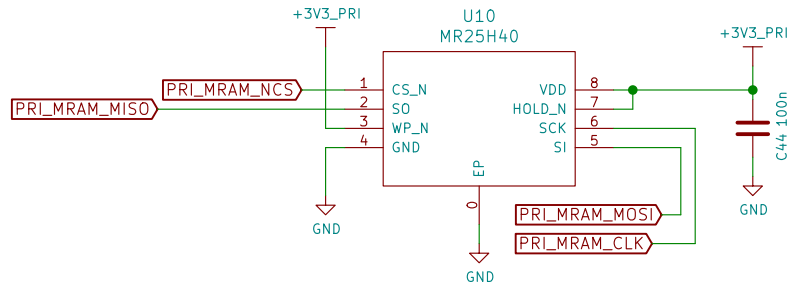 +3V3_PRI
U10
MR25H40
+3V3_PRI
PRI_MRAM_NCS
1
CS_N
VDD
8
PRI_MRAM_MISO
2
SO
HOLD_N
7
3
WP_N
SCK
6
4
GND
SI
5
C44 100n
EP
0
GND
PRI_MRAM_MOSI
GND
PRI_MRAM_CLK
GND